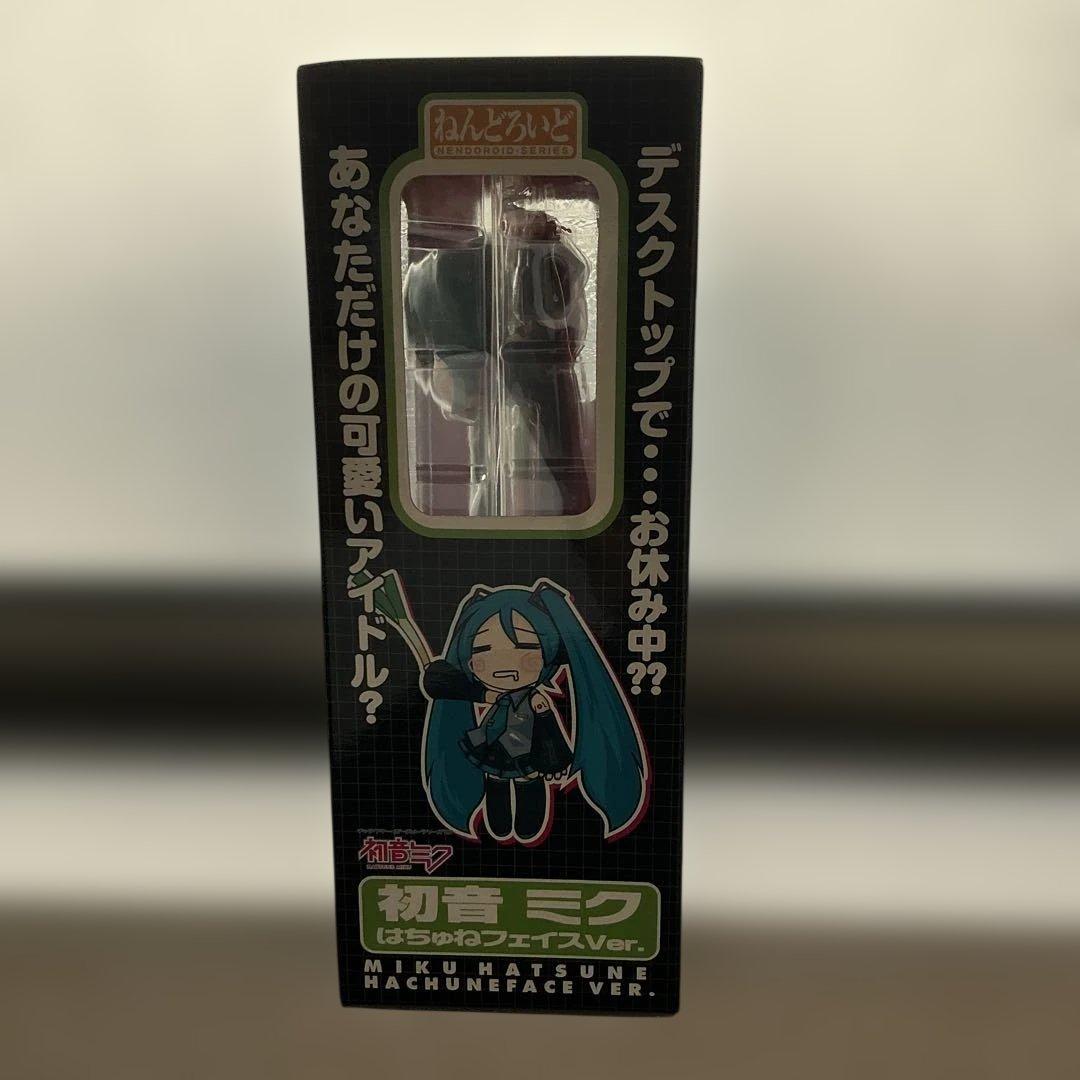 ねんどろいど
NENDOROID SERIES
デスクトップで・・・お休み中??
あなただけの可愛いアイドル?
初音ミク
HATSUNE MIKU
初音 ミク
はちゅねフェイスVer.
MIKU HATSUNE
HACHUNEFACE VER.